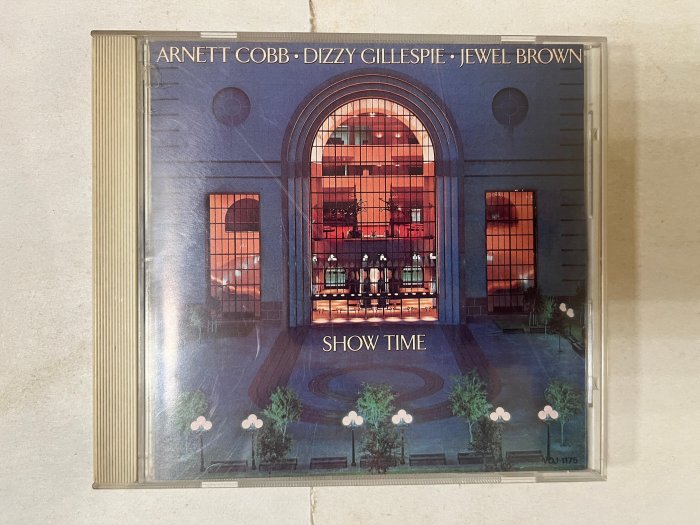 ARNETT COBB • DIZZY GILLESPIE • JEWEL BROWN
SHOW TIME
VDJ-1175